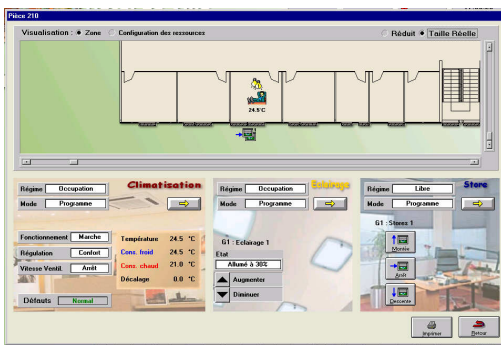 Pièce 210
Visualisation : Zone Configuration des ressources Réduit Taille Réelle
24.5°C
Climatisation
Régime Occupation
Mode Programme
Fonctionnement Marche
Régulation Confort
Vitesse Ventil. Arrêt
Température 24.5 °C
Cons. froid 24.5 °C
Cons. chaud 21.0 °C
Décalage 0.0 °C
Défauts Normal
Eclairage
Régime Occupation
Mode Programme
G1 : Eclairage 1
Etat
Allumé à 30%
Augmenter
Diminuer
Store
Régime Libre
Mode Programme
G1 : Stores 1
Montée
Arrêt
Descente
Imprimer
Retour